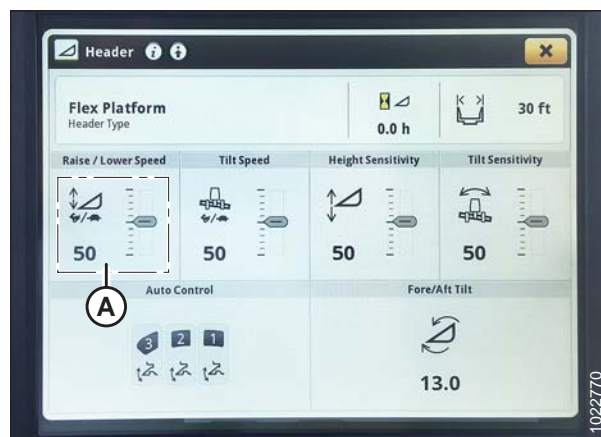 Header
Flex Platform
Header Type
0.0 h
30 ft
Raise / Lower Speed
Tilt Speed
Height Sensitivity
Tilt Sensitivity
50
50
50
50
A
Auto Control
Fore/Aft Tilt
3 2 1
13.0
1022770